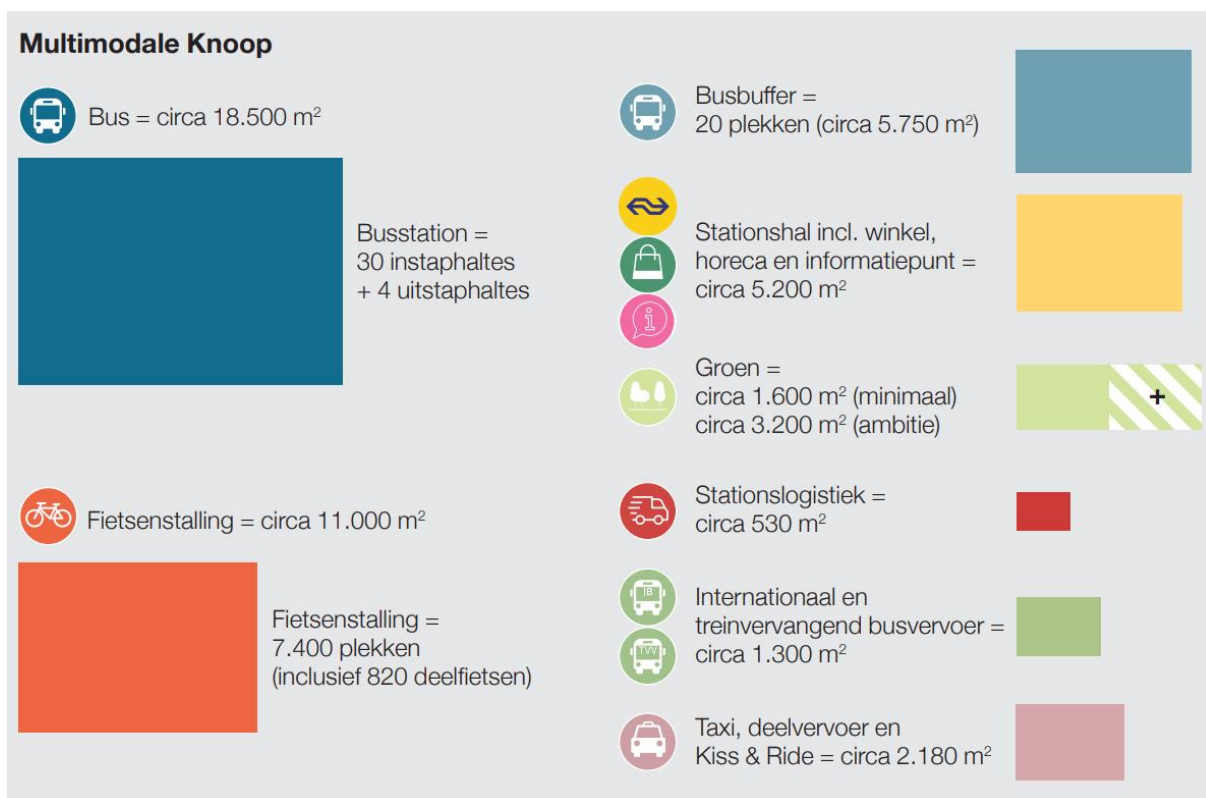 Multimodale Knoop
Bus = circa 18.500 m²
Busstation =
30 instaphaltes
+ 4 uitstaphaltes
Fietsenstalling = circa 11.000 m²
Fietsenstalling =
7.400 plekken
(inclusief 820 deelfietsen)
Busbuffer =
20 plekken (circa 5.750 m²)
Stationshal incl. winkel,
horeca en informatiepunt =
circa 5.200 m²
i
Groen =
circa 1.600 m² (minimaal)
circa 3.200 m² (ambitie)
+
Stationslogistiek =
circa 530 m²
IB
TVV
Internationaal en
treinvervangend busvervoer =
circa 1.300 m²
Taxi, deelvervoer en
Kiss & Ride = circa 2.180 m²